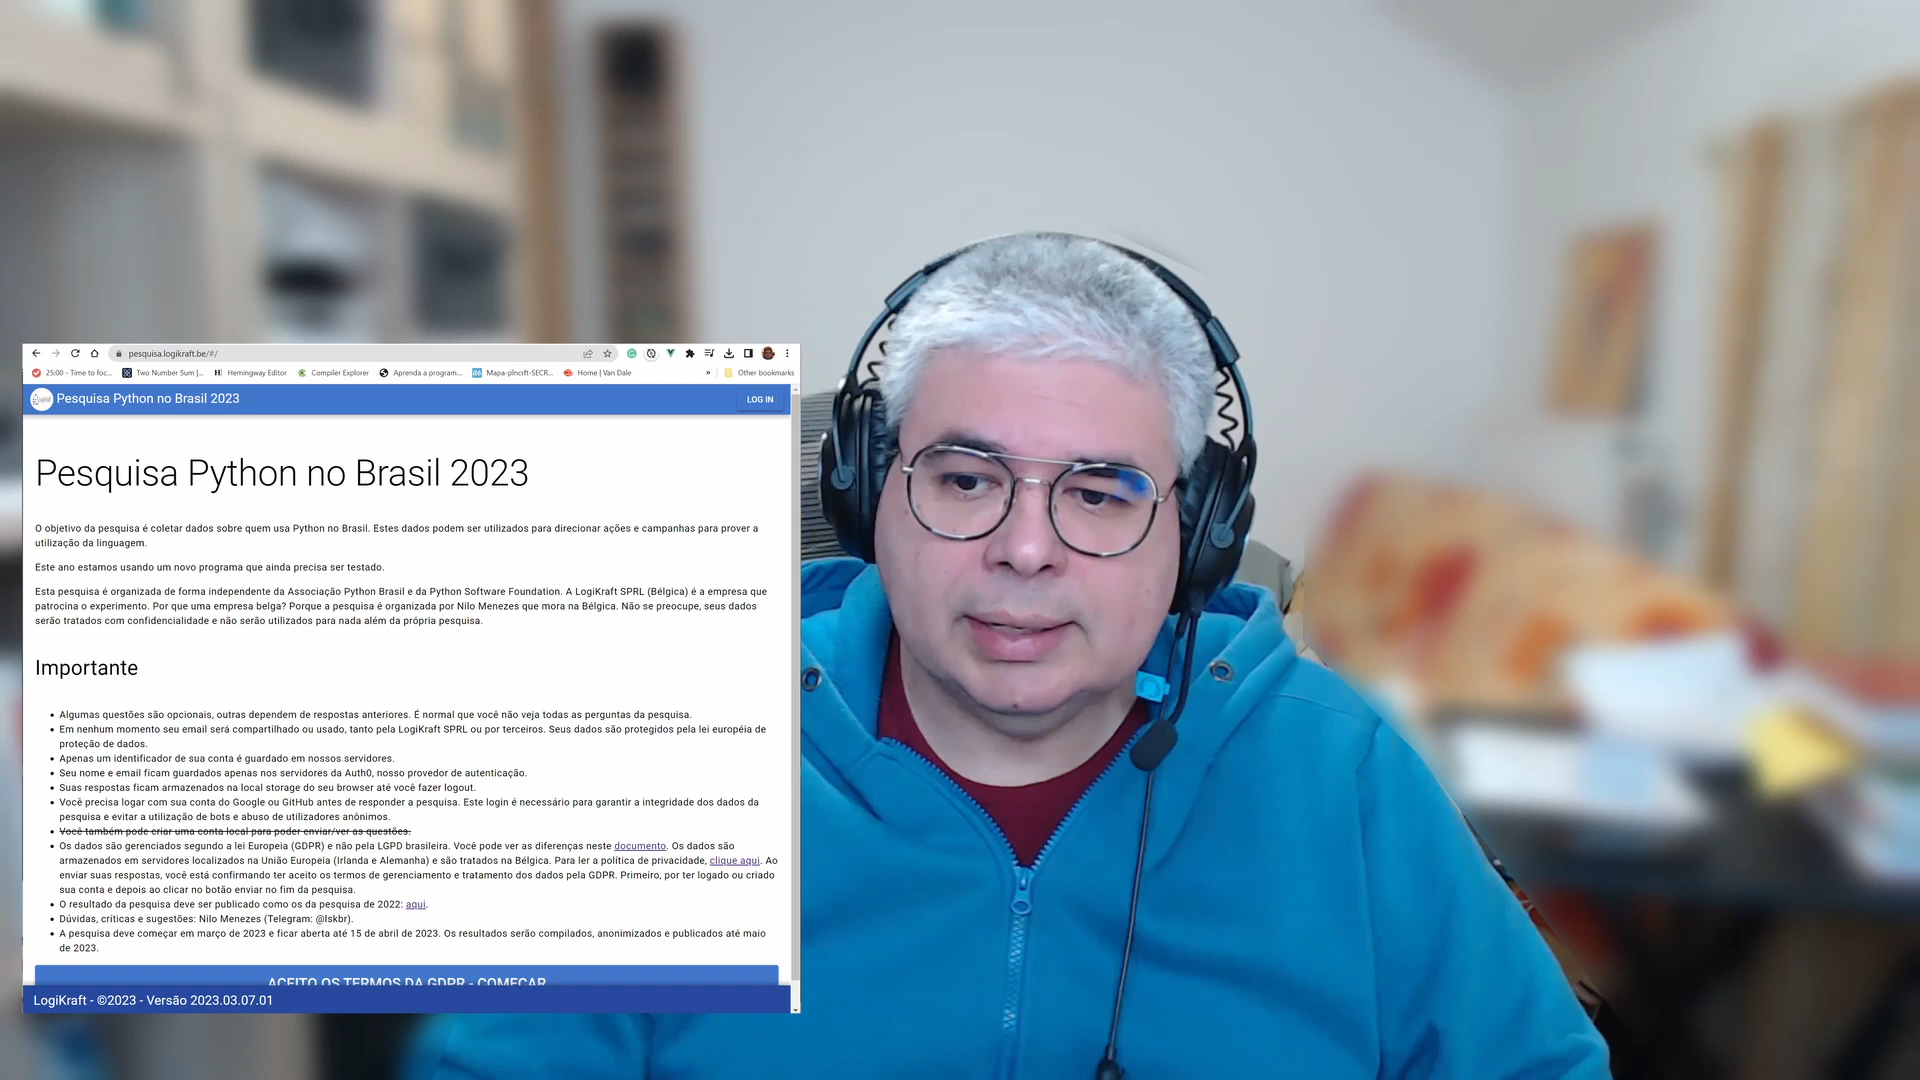 pesquisa.logikraft.be/#/
25:00 - Time to foc... Two Number Sum |... Hemingway Editor Compiler Explorer Aprenda a program... Mapa-plncrft-SECR... Home | Van Dale » Other bookmarks
Pesquisa Python no Brasil 2023 LOG IN
Pesquisa Python no Brasil 2023
O objetivo da pesquisa é coletar dados sobre quem usa Python no Brasil. Estes dados podem ser utilizados para direcionar ações e campanhas para prover a
utilização da linguagem.
Este ano estamos usando um novo programa que ainda precisa ser testado.
Esta pesquisa é organizada de forma independente da Associação Python Brasil e da Python Software Foundation. A LogiKraft SPRL (Bélgica) é a empresa que
patrocina o experimento. Por que uma empresa belga? Porque a pesquisa é organizada por Nilo Menezes que mora na Bélgica. Não se preocupe, seus dados
serão tratados com confidencialidade e não serão utilizados para nada além da própria pesquisa.
Importante
• Algumas questões são opcionais, outras dependem de respostas anteriores. É normal que você não veja todas as perguntas da pesquisa.
• Em nenhum momento seu email será compartilhado ou usado, tanto pela LogiKraft SPRL ou por terceiros. Seus dados são protegidos pela lei européia de
proteção de dados.
• Apenas um identificador de sua conta é guardado em nossos servidores.
• Seu nome e email ficam guardados apenas nos servidores da Auth0, nosso provedor de autenticação.
• Suas respostas ficam armazenados na local storage do seu browser até você fazer logout.
• Você precisa logar com sua conta do Google ou GitHub antes de responder a pesquisa. Este login é necessário para garantir a integridade dos dados da
pesquisa e evitar a utilização de bots e abuso de utilizadores anônimos.
• Você também pode criar uma conta local para poder enviar/ver as questões.
• Os dados são gerenciados segundo a lei Europeia (GDPR) e não pela LGPD brasileira. Você pode ver as diferenças neste documento. Os dados são
armazenados em servidores localizados na União Europeia (Irlanda e Alemanha) e são tratados na Bélgica. Para ler a política de privacidade, clique aqui. Ao
enviar suas respostas, você está confirmando ter aceito os termos de gerenciamento e tratamento dos dados pela GDPR. Primeiro, por ter logado ou criado
sua conta e depois ao clicar no botão enviar no fim da pesquisa.
• O resultado da pesquisa deve ser publicado como os da pesquisa de 2022: aqui.
• Dúvidas, críticas e sugestões: Nilo Menezes (Telegram: @lskbr).
• A pesquisa deve começar em março de 2023 e ficar aberta até 15 de abril de 2023. Os resultados serão compilados, anonimizados e publicados até maio
de 2023.
ACEITO OS TERMOS DA GDPR - COMEÇAR
LogiKraft - ©2023 - Versão 2023.03.07.01